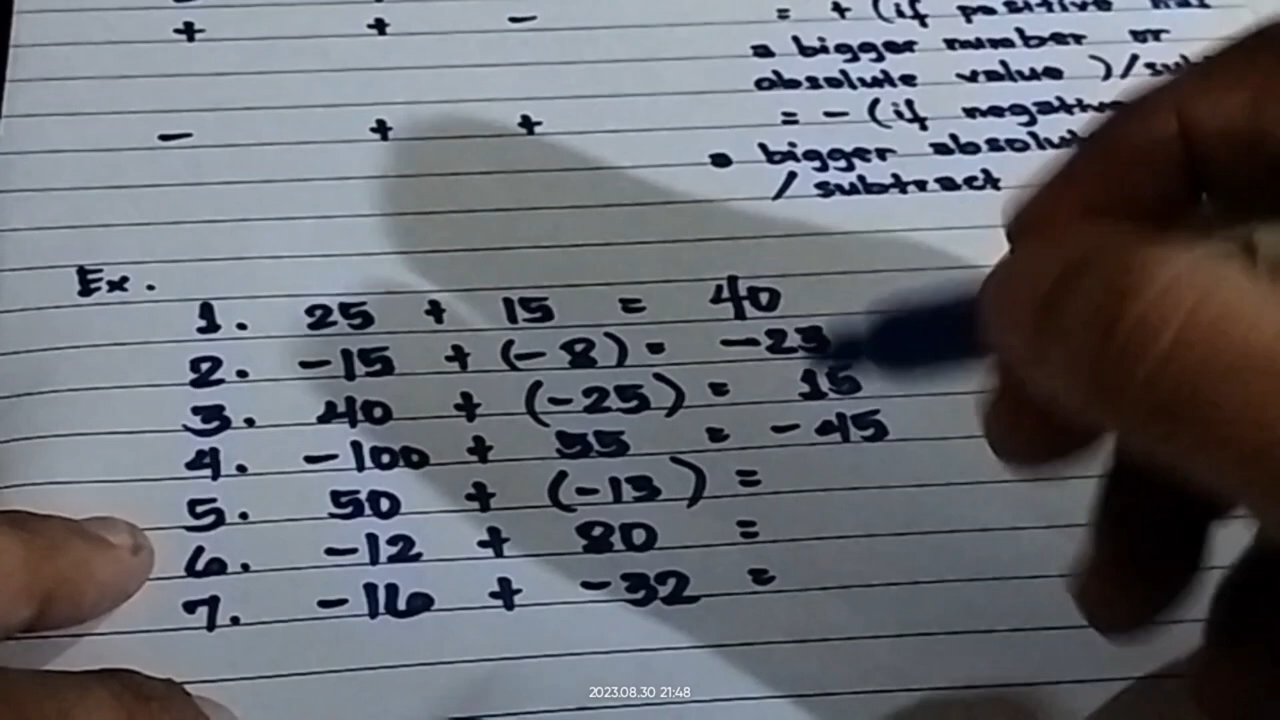 + + -
= + (if positive
a bigger number or
absolute value )/
- + +
= - (if negative
a bigger
/ subtract
Ex.
1. 25 + 15 = 40
2. -15 + (-8) = -23
3. 40 + (-25) = 15
4. -100 + 55 = -45
5. 50 + (-13) =
6. -12 + 80 =
7. -16 + -32 =
2023.08.30 21:48